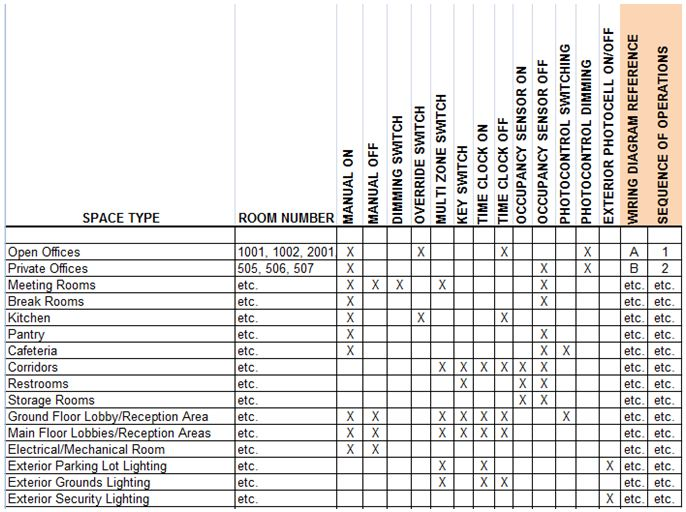 SPACE TYPE ROOM NUMBER MANUAL ON MANUAL OFF DIMMING SWITCH OVERRIDE SWITCH MULTI ZONE SWITCH KEY SWITCH TIME CLOCK ON TIME CLOCK OFF OCCUPANCY SENSOR ON OCCUPANCY SENSOR OFF PHOTOCONTROL SWITCHING PHOTOCONTROL DIMMING EXTERIOR PHOTOCELL ON/OFF WIRING DIAGRAM REFERENCE SEQUENCE OF OPERATIONS
Open Offices 1001, 1002, 2001, X X X X A 1
Private Offices 505, 506, 507 X X X B 2
Meeting Rooms etc. X X X X X etc. etc.
Break Rooms etc. X X etc. etc.
Kitchen etc. X X X etc. etc.
Pantry etc. X X etc. etc.
Cafeteria etc. X X X etc. etc.
Corridors etc. X X X X X X etc. etc.
Restrooms etc. X X X etc. etc.
Storage Rooms etc. X X etc. etc.
Ground Floor Lobby/Reception Area etc. X X X X X X X etc. etc.
Main Floor Lobbies/Reception Areas etc. X X X X X X etc. etc.
Electrical/Mechanical Room etc. X X etc. etc.
Exterior Parking Lot Lighting etc. X X X etc. etc.
Exterior Grounds Lighting etc. X X X etc. etc.
Exterior Security Lighting etc. X etc. etc.